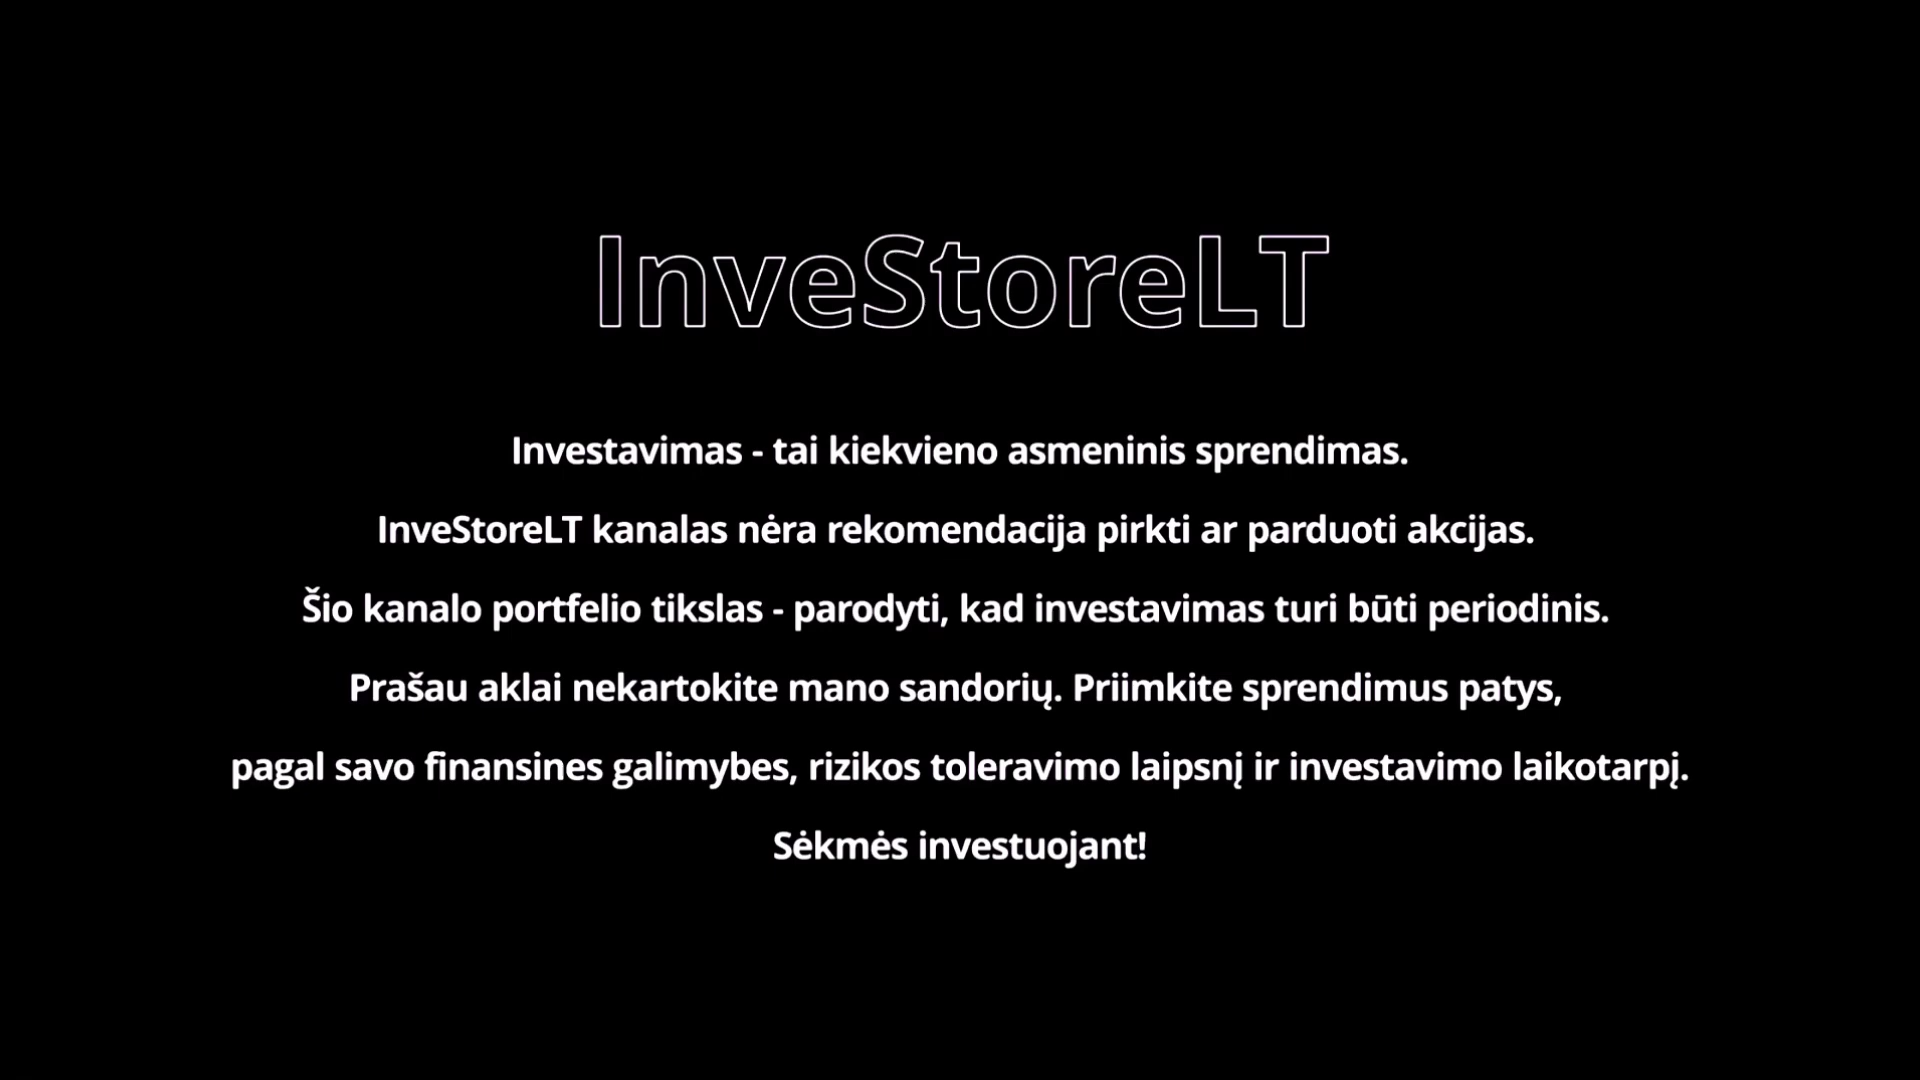 InveStoreLT
Investavimas - tai kiekvieno asmeninis sprendimas.
InveStoreLT kanalas nėra rekomendacija pirkti ar parduoti akcijas.
Šio kanalo portfelio tikslas - parodyti, kad investavimas turi būti periodinis.
Prašau aklai nekartokite mano sandorių. Priimkite sprendimus patys,
pagal savo finansines galimybes, rizikos toleravimo laipsnį ir investavimo laikotarpį.
Sėkmės investuojant!